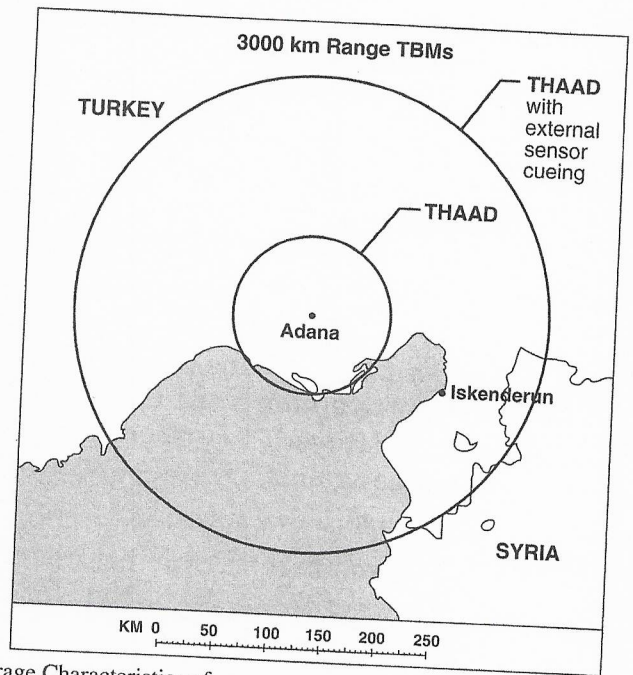 3000 km Range TBMs
TURKEY
THAAD
with
external
sensor
cueing
THAAD
Adana
Iskenderun
SYRIA
KM 0 50 100 150 200 250
Characteristics